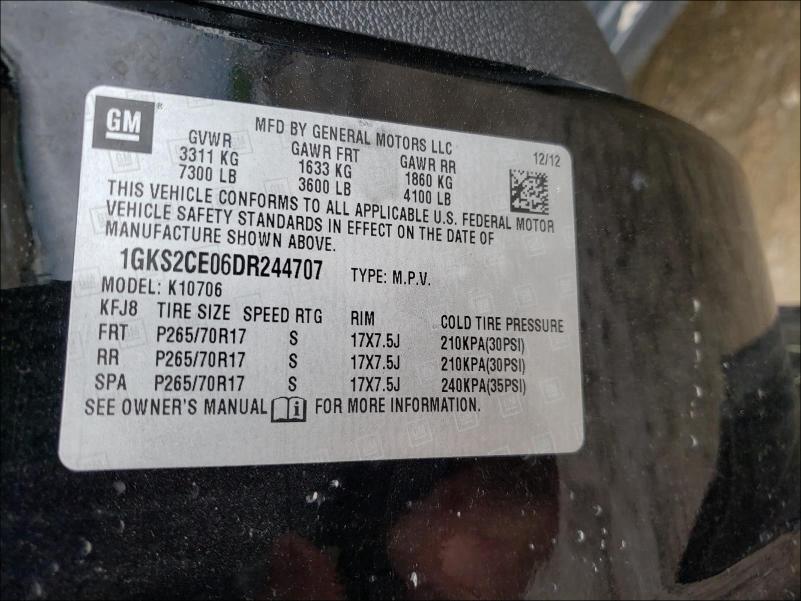 GM
MFD BY GENERAL MOTORS LLC
12/12
GVWR GAWR FRT GAWR RR
3311 KG 1633 KG 1860 KG
7300 LB 3600 LB 4100 LB
THIS VEHICLE CONFORMS TO ALL APPLICABLE U.S. FEDERAL MOTOR
VEHICLE SAFETY STANDARDS IN EFFECT ON THE DATE OF
MANUFACTURE SHOWN ABOVE.
1GKS2CE06DR244707 TYPE: M.P.V.
MODEL: K10706
KFJ8 TIRE SIZE SPEED RTG RIM COLD TIRE PRESSURE
FRT P265/70R17 S 17X7.5J 210KPA(30PSI)
RR P265/70R17 S 17X7.5J 210KPA(30PSI)
SPA P265/70R17 S 17X7.5J 240KPA(35PSI)
SEE OWNER'S MANUAL FOR MORE INFORMATION.